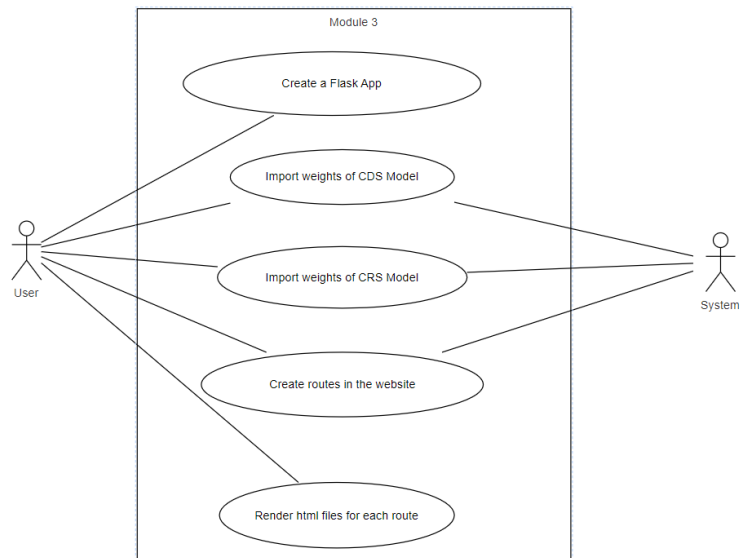 Module 3
Create a Flask App
Import weights of CDS Model
Import weights of CRS Model
User
System
Create routes in the website
Render html files for each route